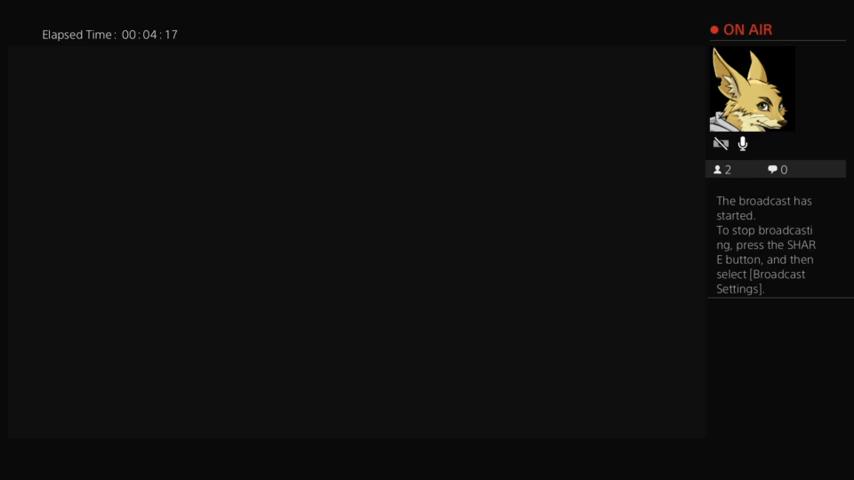 Elapsed Time: 00:04:17
ON AIR
2
0
The broadcast has
started.
To stop broadcasti
ng, press the SHAR
E button, and then
select [Broadcast
Settings].